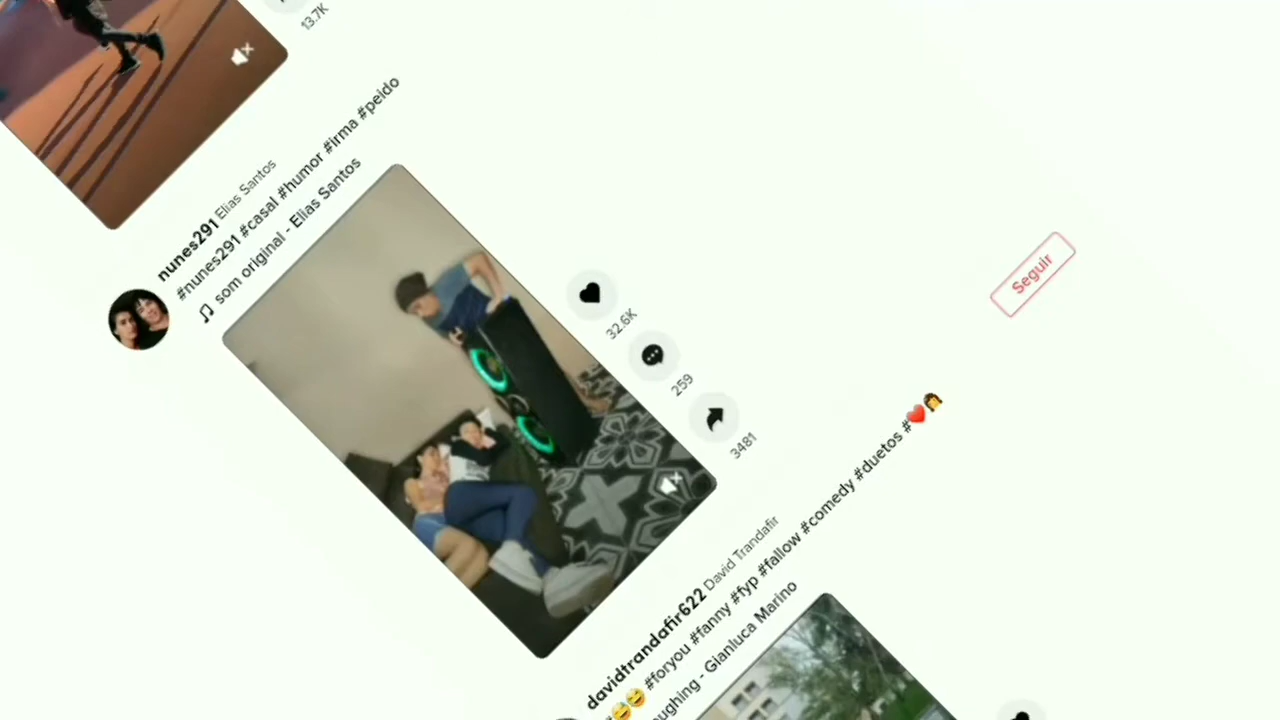 13.7K
nunes291 Elias Santos
#nunes291 #casal #humor #irma #peido
♫ som original - Elias Santos
32.6K
259
3481
Seguir
davidtrandafir622 David Trandafir
#😅😅 #foryou #fanny #fyp #fallow #comedy #duetos #❤️👧
- Gianluca Marino